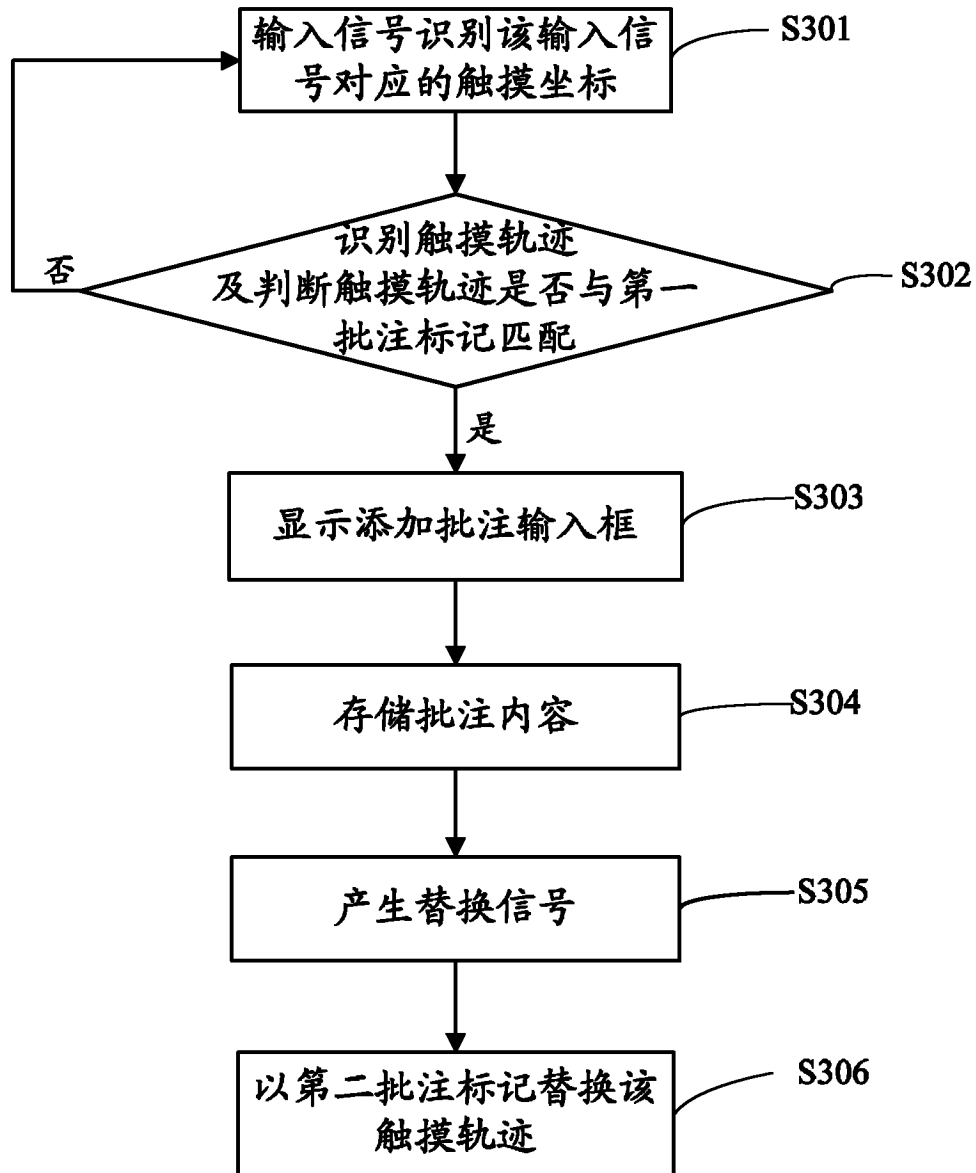 输入信号识别该输入信
号对应的触摸坐标
S301
识别触摸轨迹
及判断触摸轨迹是否与第一
批注标记匹配
S302
否
是
显示添加批注输入框
S303
存储批注内容
S304
产生替换信号
S305
以第二批注标记替换该
触摸轨迹
S306